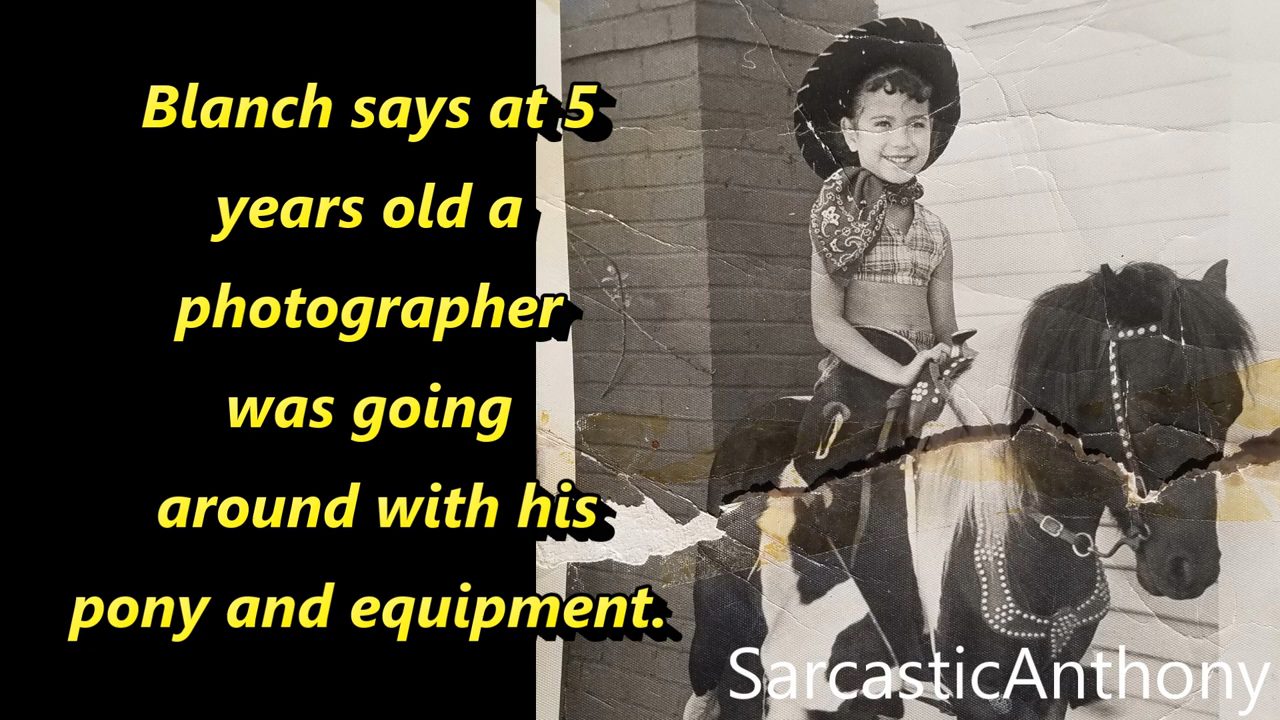 Blanch says at 5
years old a
photographer
was going
around with his
pony and equipment.
SarcasticAnthony